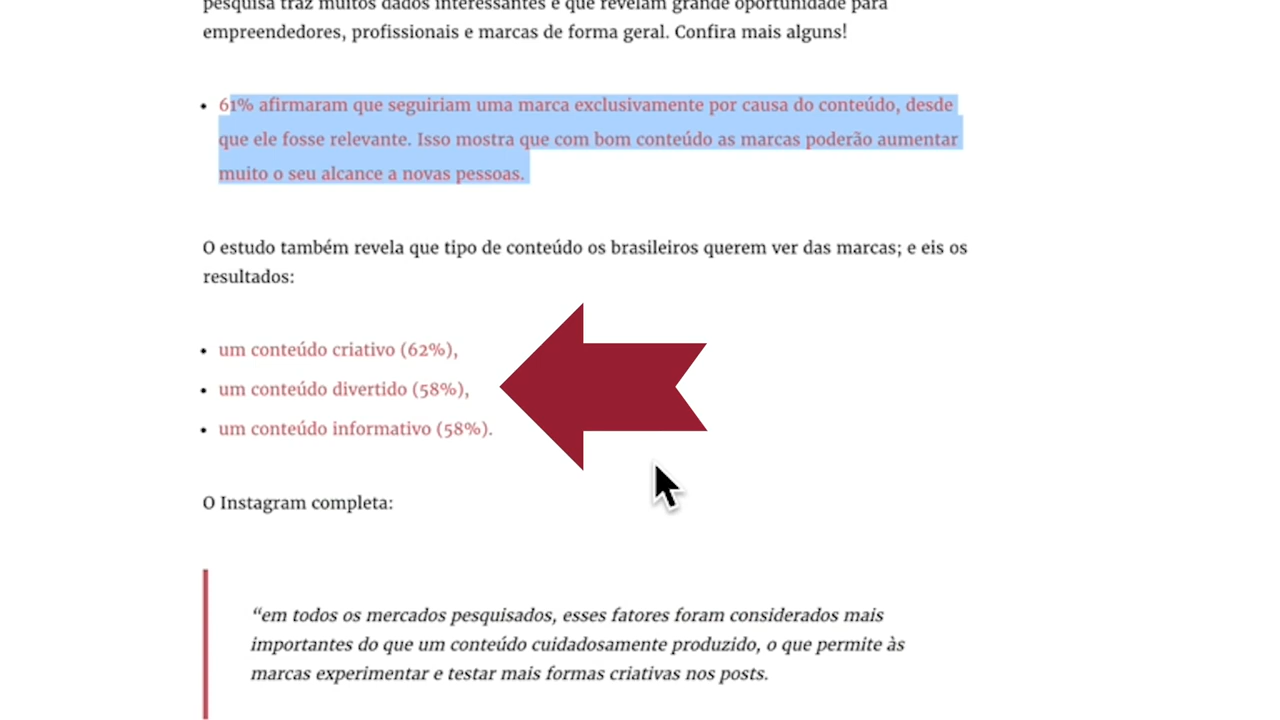 pesquisa traz muitos dados interessantes e que revelam grande oportunidade para
empreendedores, profissionais e marcas de forma geral. Confira mais alguns!
• 61% afirmaram que seguiriam uma marca exclusivamente por causa do conteúdo, desde
que ele fosse relevante. Isso mostra que com bom conteúdo as marcas poderão aumentar
muito o seu alcance a novas pessoas.
O estudo também revela que tipo de conteúdo os brasileiros querem ver das marcas; e eis os
resultados:
• um conteúdo criativo (62%),
• um conteúdo divertido (58%),
• um conteúdo informativo (58%).
O Instagram completa:
“em todos os mercados pesquisados, esses fatores foram considerados mais
importantes do que um conteúdo cuidadosamente produzido, o que permite às
marcas experimentar e testar mais formas criativas nos posts.